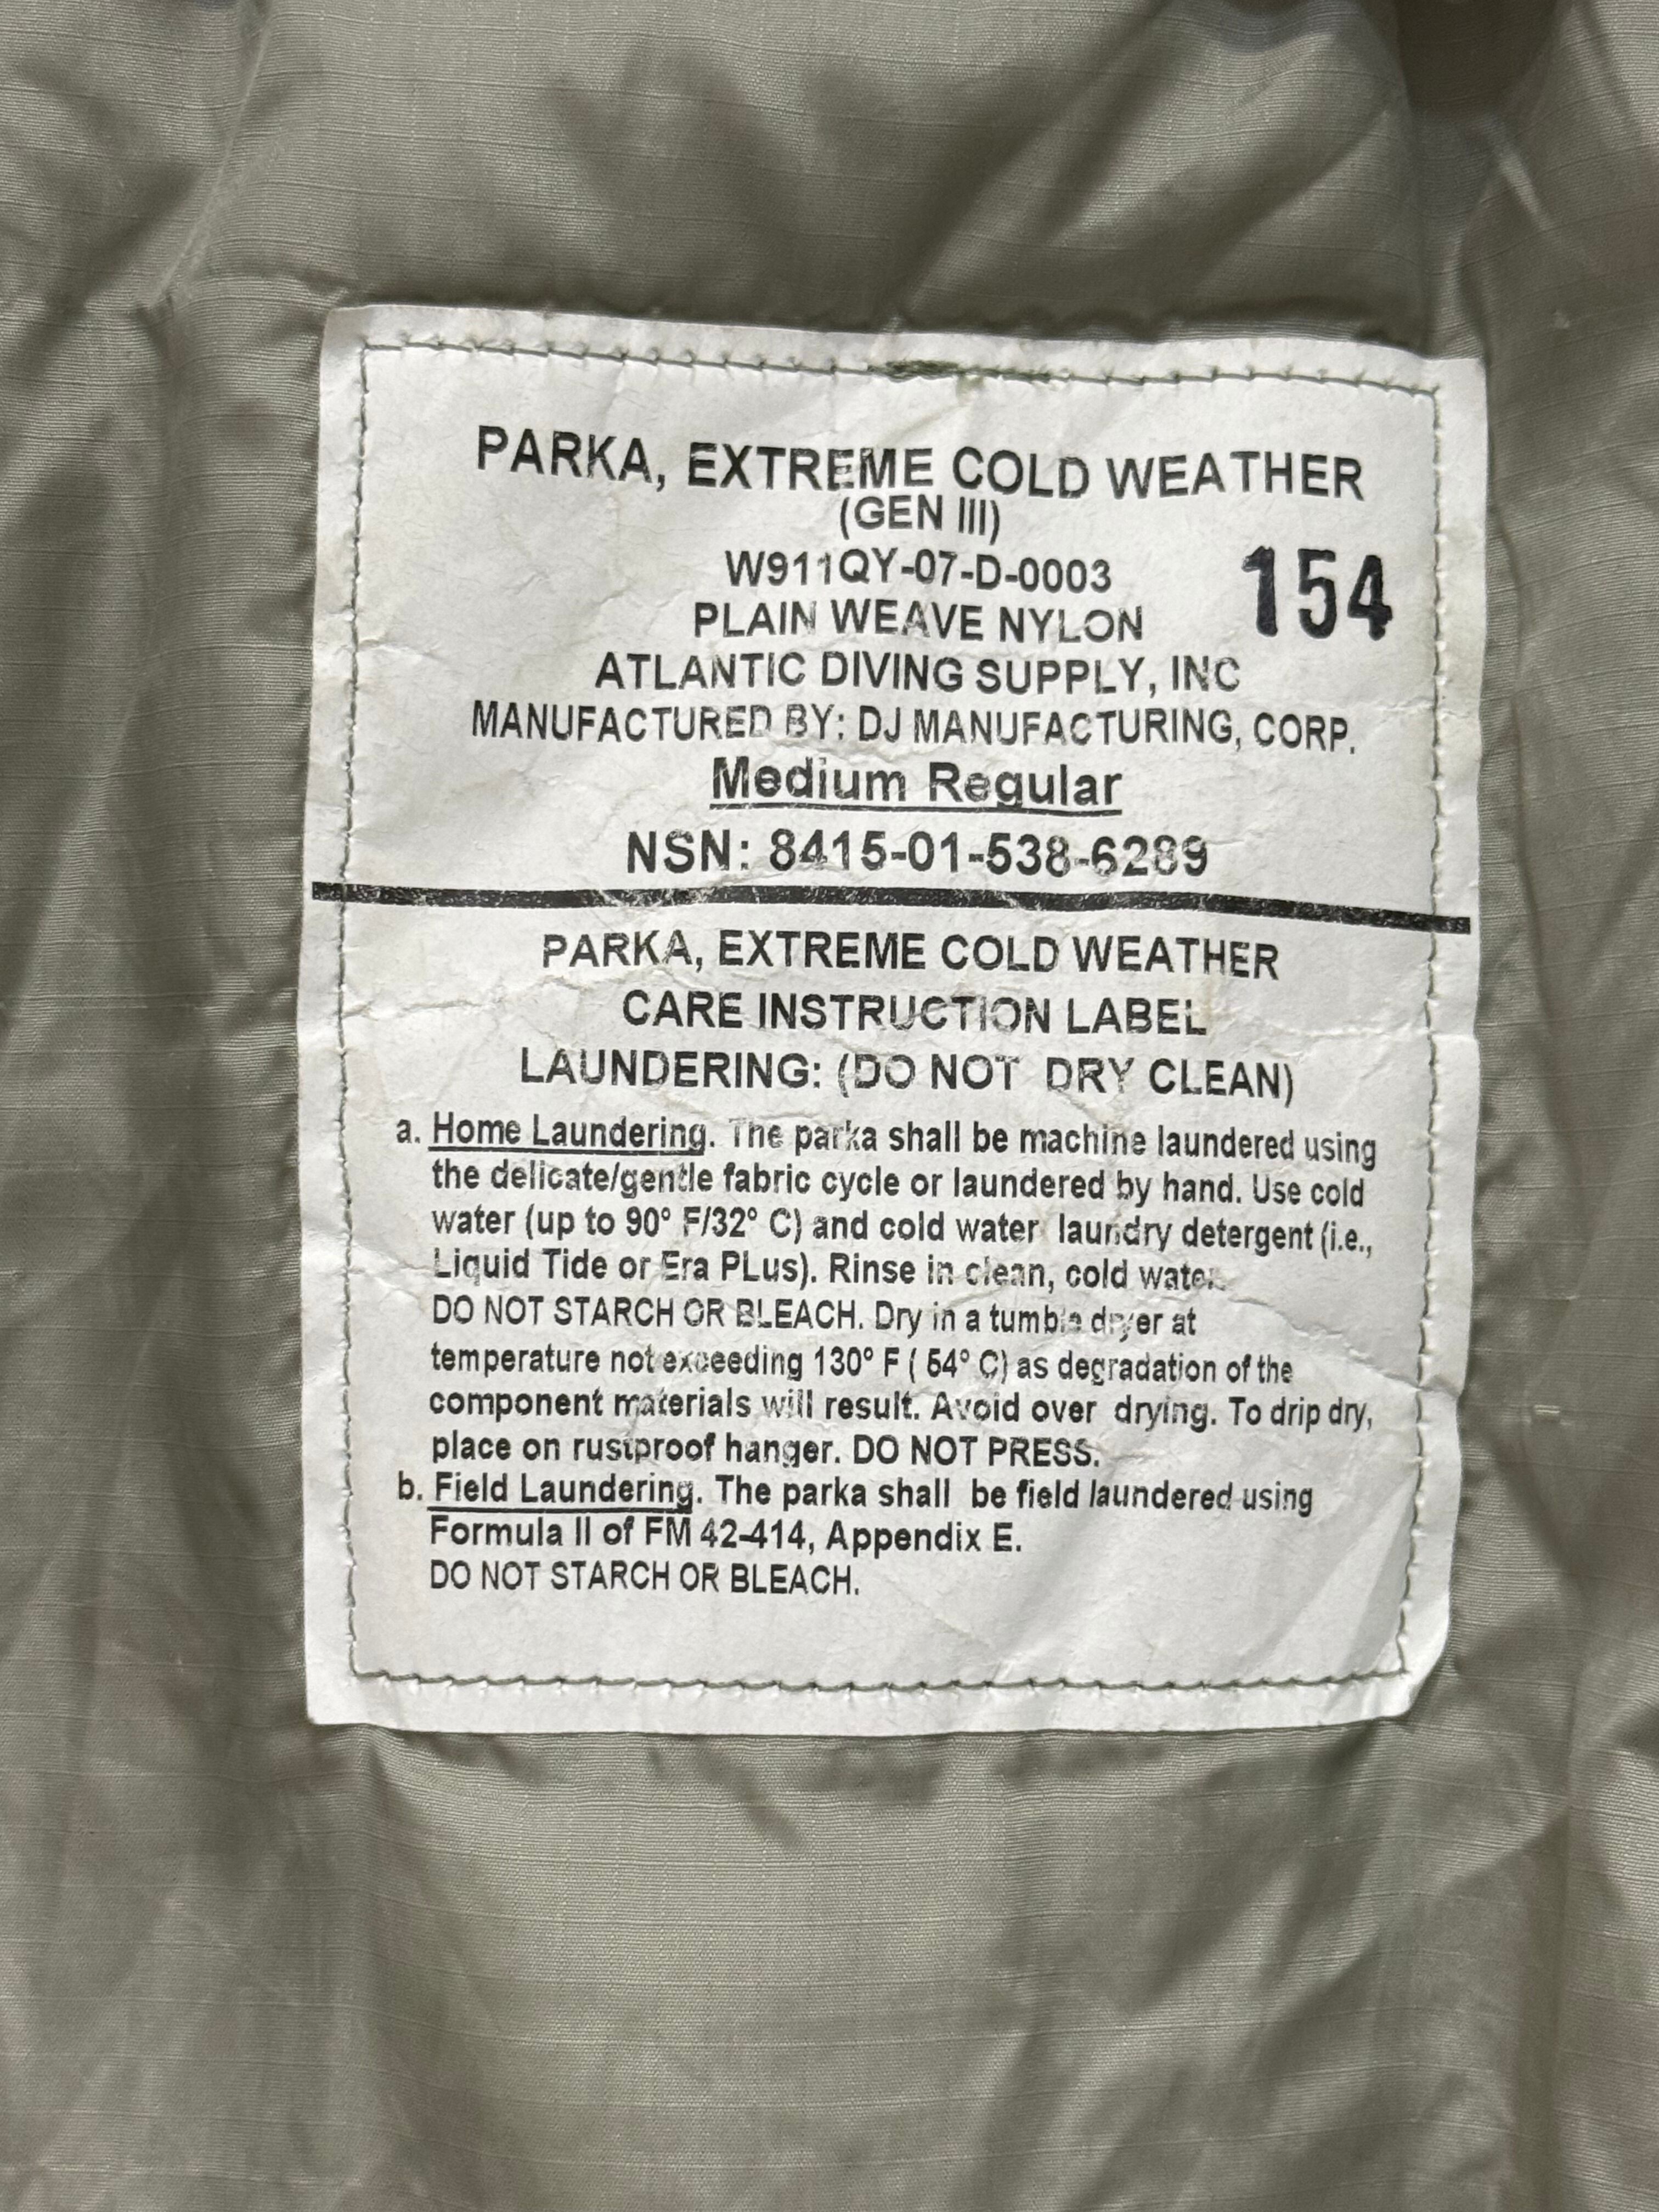 PARKA, EXTREME COLD WEATHER
(GEN III)
W911QY-07-D-0003
154
PLAIN WEAVE NYLON
ATLANTIC DIVING SUPPLY, INC
MANUFACTURED BY: DJ MANUFACTURING, CORP.
Medium Regular
NSN: 8415-01-538-6289
PARKA, EXTREME COLD WEATHER
CARE INSTRUCTION LABEL
LAUNDERING: (DO NOT DRY CLEAN)
a. Home Laundering. The parka shall be machine laundered using
the delicate/gentle fabric cycle or laundered by hand. Use cold
water (up to 90° F/32° C) and cold water laundry detergent (i.e.,
Liquid Tide or Era PLus). Rinse in clean, cold water.
DO NOT STARCH OR BLEACH. Dry in a tumble dryer at
temperature not exceeding 130° F ( 54° C) as degradation of the
component materials will result. Avoid over drying. To drip dry,
place on rustproof hanger. DO NOT PRESS.
b. Field Laundering. The parka shall be field laundered using
Formula II of FM 42-414, Appendix E.
DO NOT STARCH OR BLEACH.